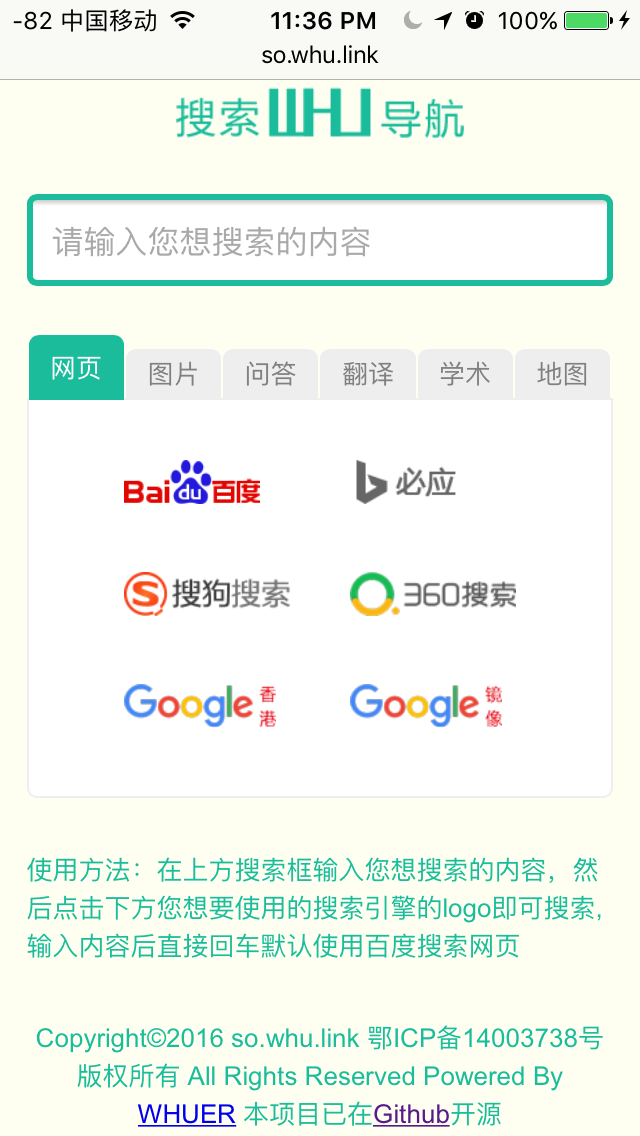 -82 中国移动 11:36 PM 100%
so.whu.link
搜索WHU导航
请输入您想搜索的内容
网页 图片 问答 翻译 学术 地图
Bai du 百度 必应
搜狗搜索 360搜索
Google 香港 Google 镜像
使用方法：在上方搜索框输入您想搜索的内容，然
后点击下方您想要使用的搜索引擎的logo即可搜索,
输入内容后直接回车默认使用百度搜索网页
Copyright©2016 so.whu.link 鄂ICP备14003738号
版权所有 All Rights Reserved Powered By
WHUER 本项目已在Github开源